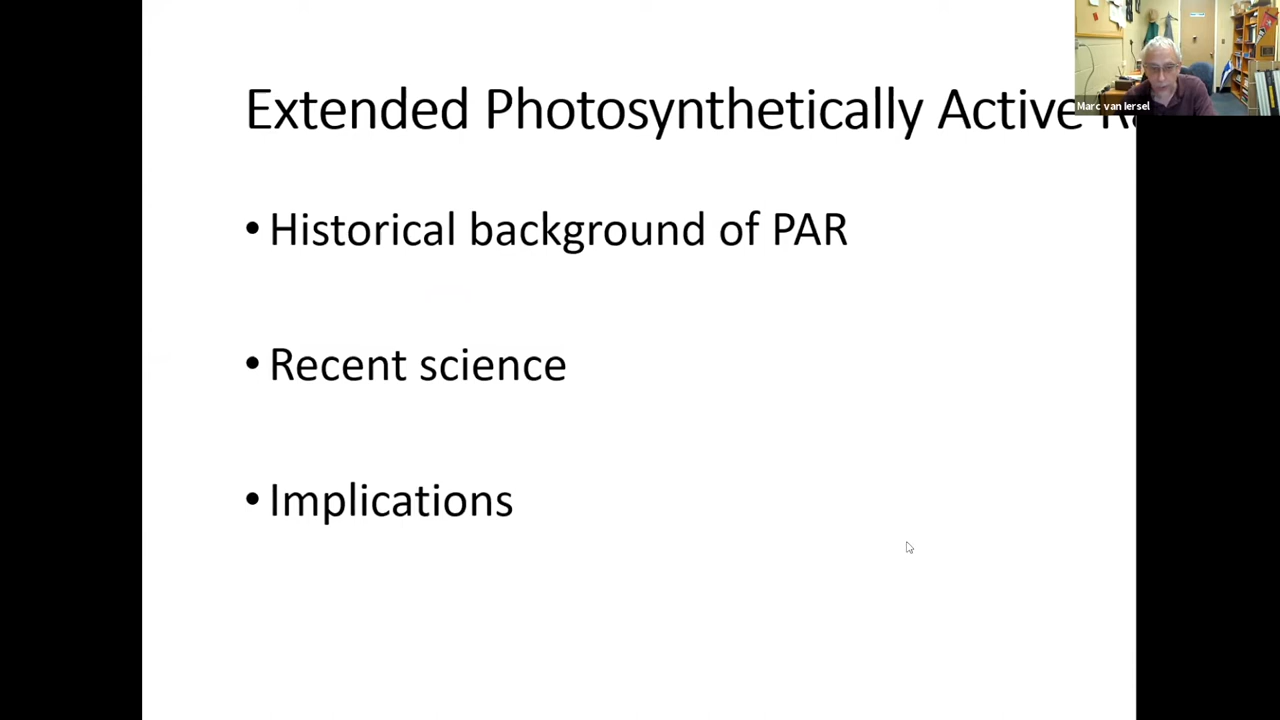 Extended Photosynthetically Active
Marc van Iersel
• Historical background of PAR
• Recent science
• Implications